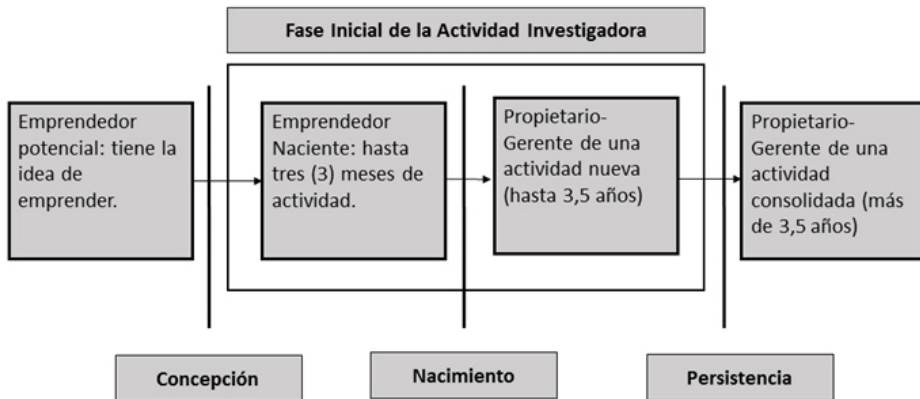 Fase Inicial de la Actividad Investigadora
Emprendedor
potencial: tiene la
idea de
emprender.
Emprendedor
Naciente: hasta
tres (3) meses de
actividad.
Propietario-
Gerente de una
actividad nueva
(hasta 3,5 años)
Propietario-
Gerente de una
actividad
consolidada (más
de 3,5 años)
Concepción
Nacimiento
Persistencia